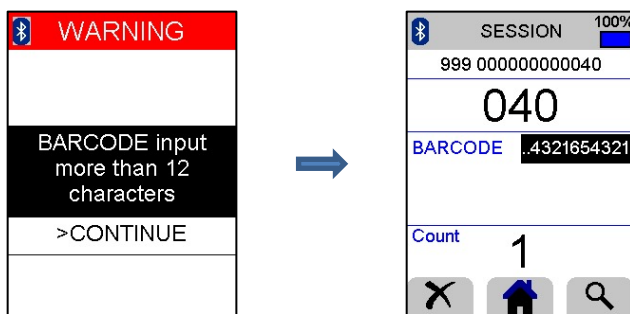 WARNING
BARCODE input
more than 12
characters
>CONTINUE
SESSION 100%
999 000000000040
040
BARCODE ..4321654321
Count 1